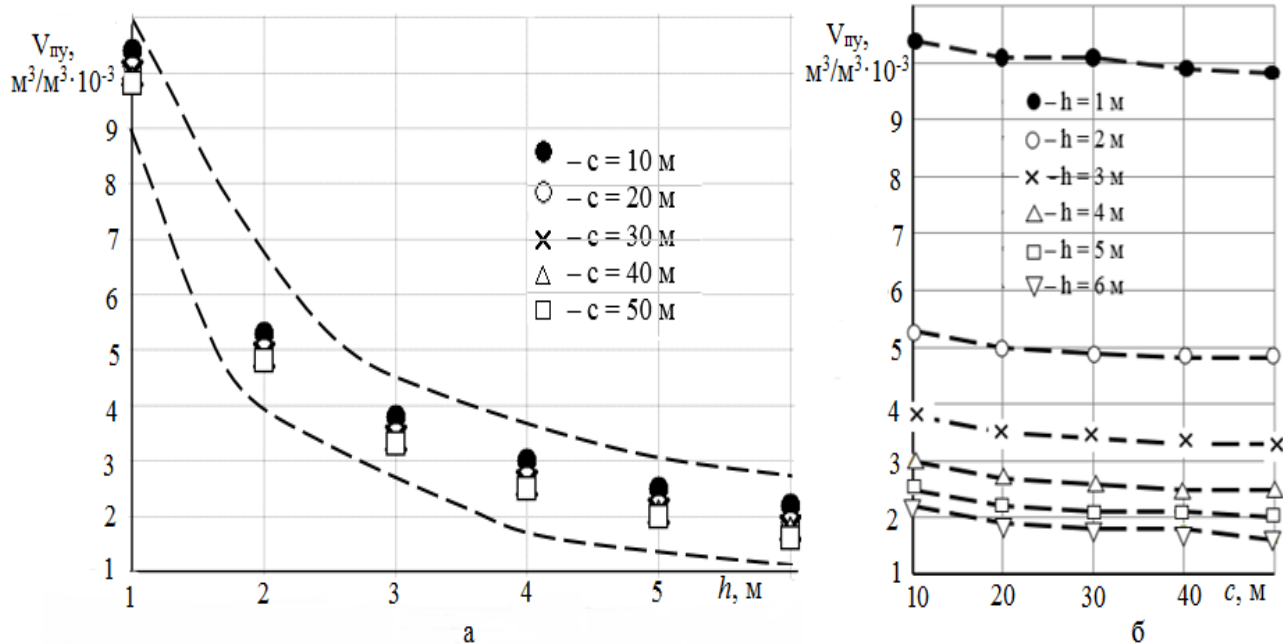 V_пу,
м³/м³·10⁻³
9
8
7
6
5
4
3
2
1
1 2 3 4 5 h, м
– c = 10 м
– c = 20 м
– c = 30 м
– c = 40 м
– c = 50 м
а
V_пу,
м³/м³·10⁻³
9
8
7
6
5
4
3
2
1
10 20 30 40 c, м
– h = 1 м
– h = 2 м
– h = 3 м
– h = 4 м
– h = 5 м
– h = 6 м
б